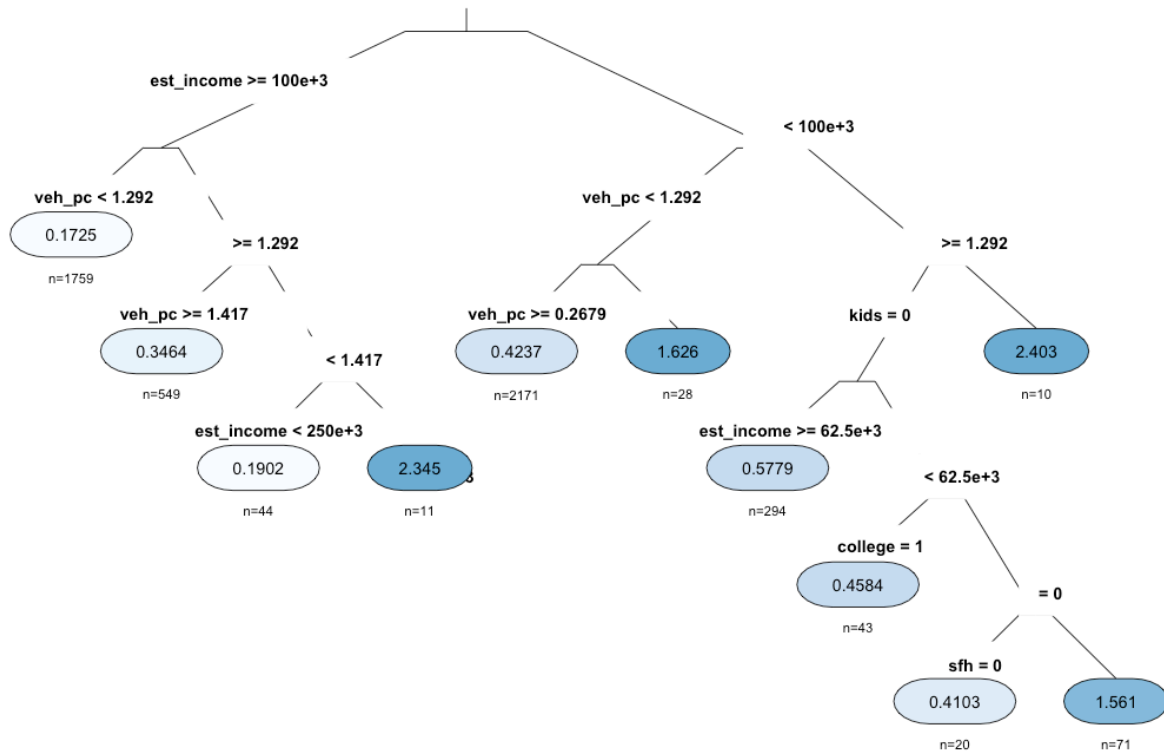 est_income >= 100e+3
< 100e+3
veh_pc < 1.292
0.1725
n=1759
>= 1.292
veh_pc >= 1.417
0.3464
n=549
< 1.417
est_income < 250e+3
0.1902
n=44
2.345
3
n=11
veh_pc < 1.292
veh_pc >= 0.2679
0.4237
n=2171
1.626
n=28
>= 1.292
kids = 0
2.403
n=10
est_income >= 62.5e+3
0.5779
n=294
< 62.5e+3
college = 1
0.4584
n=43
= 0
sfh = 0
0.4103
n=20
1.561
n=71